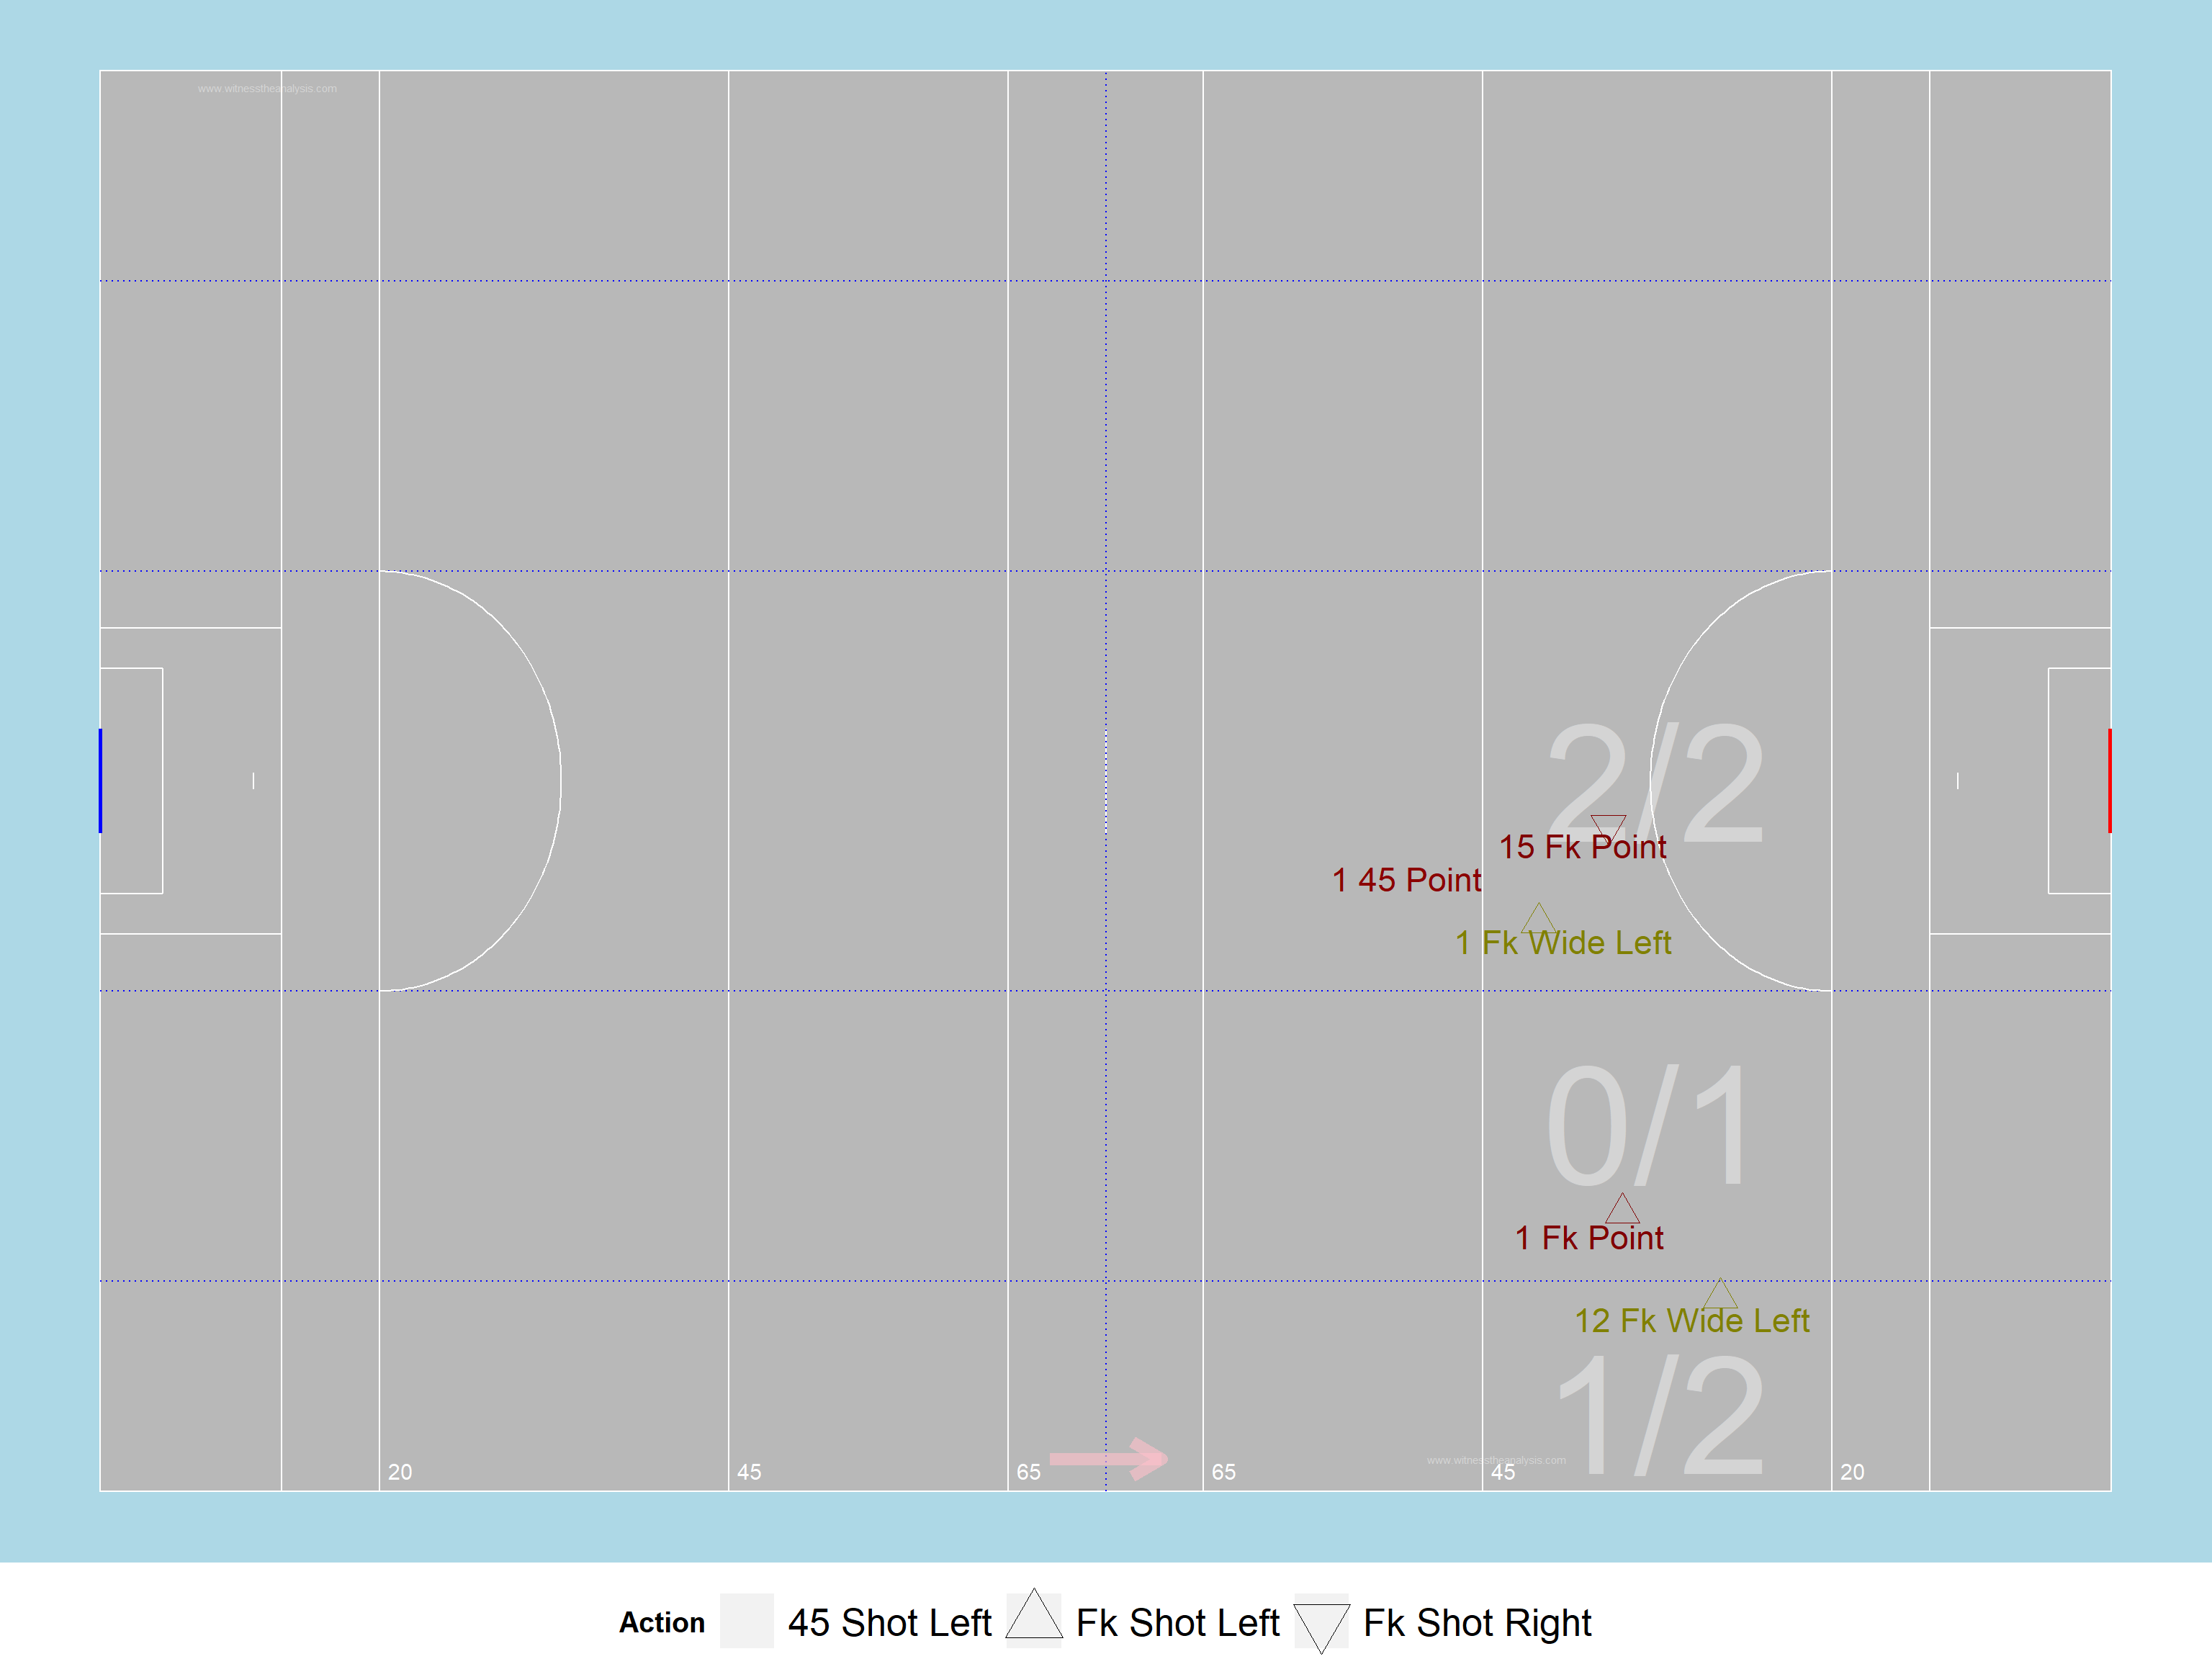 www.witnesstheanalysis.com
2/2
15 Fk Point
1 45 Point
1 Fk Wide Left
0/1
1 Fk Point
12 Fk Wide Left
1/2
www.witnesstheanalysis.com
20 45 65 65 45 20
Action 45 Shot Left Fk Shot Left Fk Shot Right